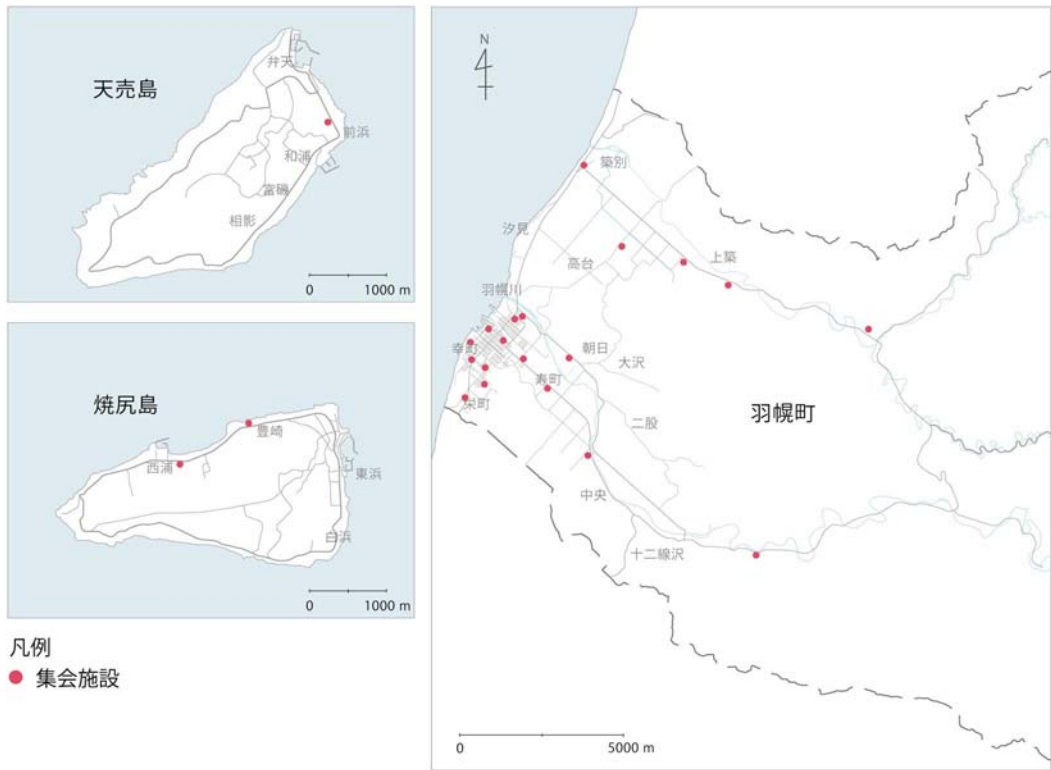 天売島
弁天
前浜
和浦
富磯
相影
0 1000 m
焼尻島
豊崎
西浦
東浜
白浜
0 1000 m
凡例
集会施設
N
築別
汐見
高台
上築
羽幌川
幸町
朝日
大沢
寿町
栄町
二股
羽幌町
中央
十二線沢
0 5000 m